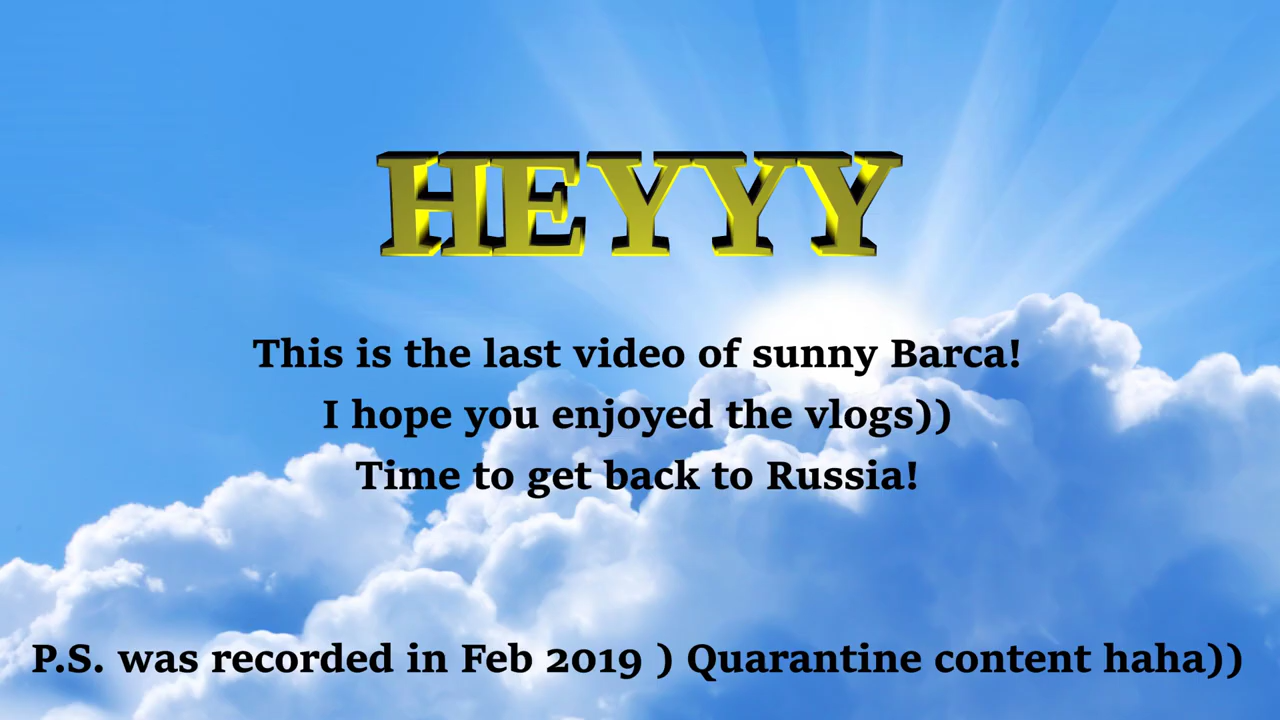 HEYYY
This is the last video of sunny Barca!
I hope you enjoyed the vlogs))
Time to get back to Russia!
P.S. was recorded in Feb 2019 ) Quarantine content haha))